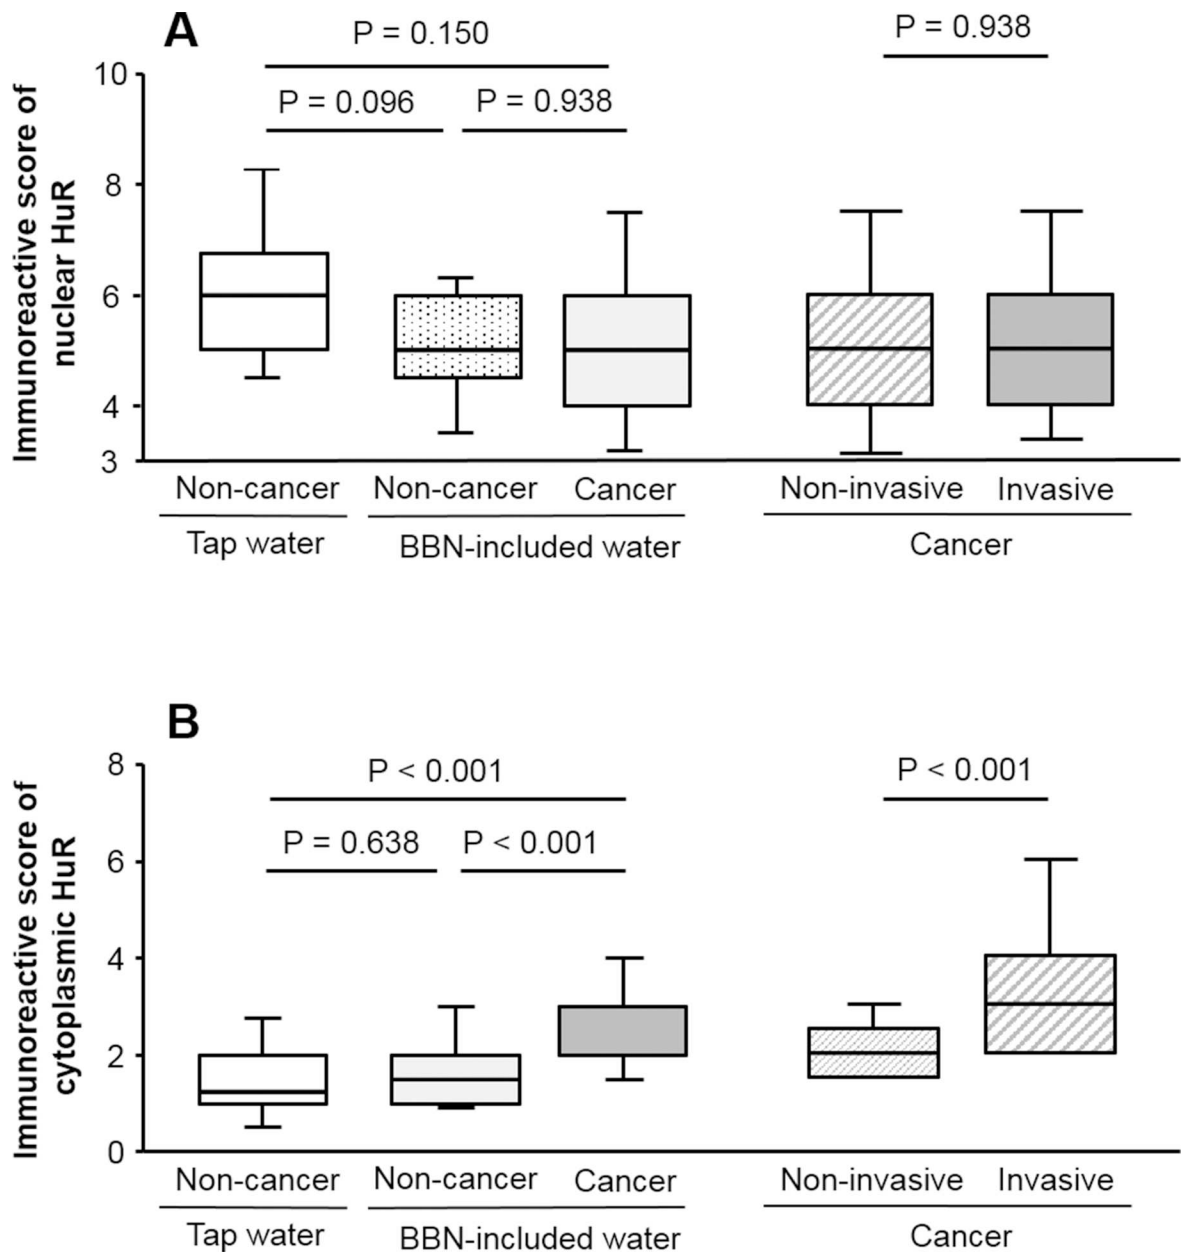 A
P = 0.150
P = 0.938
P = 0.096
P = 0.938
Immunoreactive score of
nuclear HuR
10
8
6
4
3
Non-cancer
Non-cancer
Cancer
Non-invasive
Invasive
Tap water
BBN-included water
Cancer
B
P < 0.001
P < 0.001
P = 0.638
P < 0.001
Immunoreactive score of
cytoplasmic HuR
8
6
4
2
0
Non-cancer
Non-cancer
Cancer
Non-invasive
Invasive
Tap water
BBN-included water
Cancer